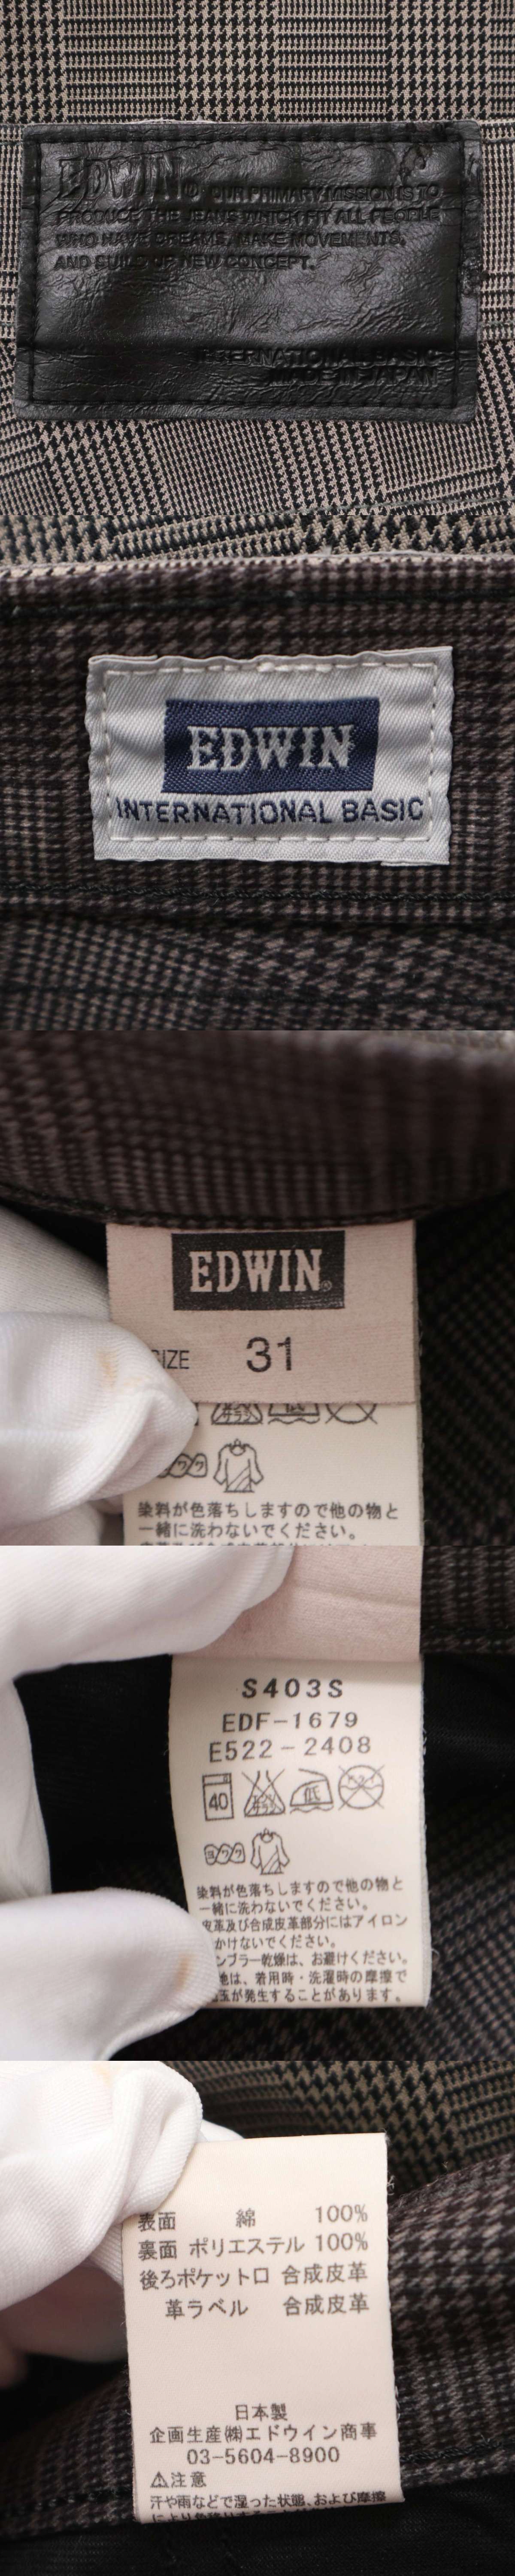 EDWIN® OUR PRIMARY MISSION IS TO
PRODUCE THE JEANS WHICK FIT ALL PEOPLE
WHO HAVE DREAMS, MAKE MOVEMENTS,
AND BUILD UP NEW CONCEPT.
INTERNATIONAL BASIC
MADE IN JAPAN
EDWIN
INTERNATIONAL BASIC
EDWIN®
SIZE 31
染料が色落ちしますので他の物と
一緒に洗わないでください。
S403S
EDF-1679
E522-2408
40 低
染料が色落ちしますので他の物と
一緒に洗わないでください。
皮革及び合成皮革部分にはアイロン
かけないでください。
ンブラー乾燥は、お避けください。
地は、着用時・洗濯時の摩擦で
玉が発生することがあります。
表面 綿 100%
裏面 ポリエステル 100%
後ろポケット口 合成皮革
革ラベル 合成皮革
日本製
企画生産㈱エドウイン商事
03-5604-8900
⚠注意
汗や雨などで湿った状態、および摩擦